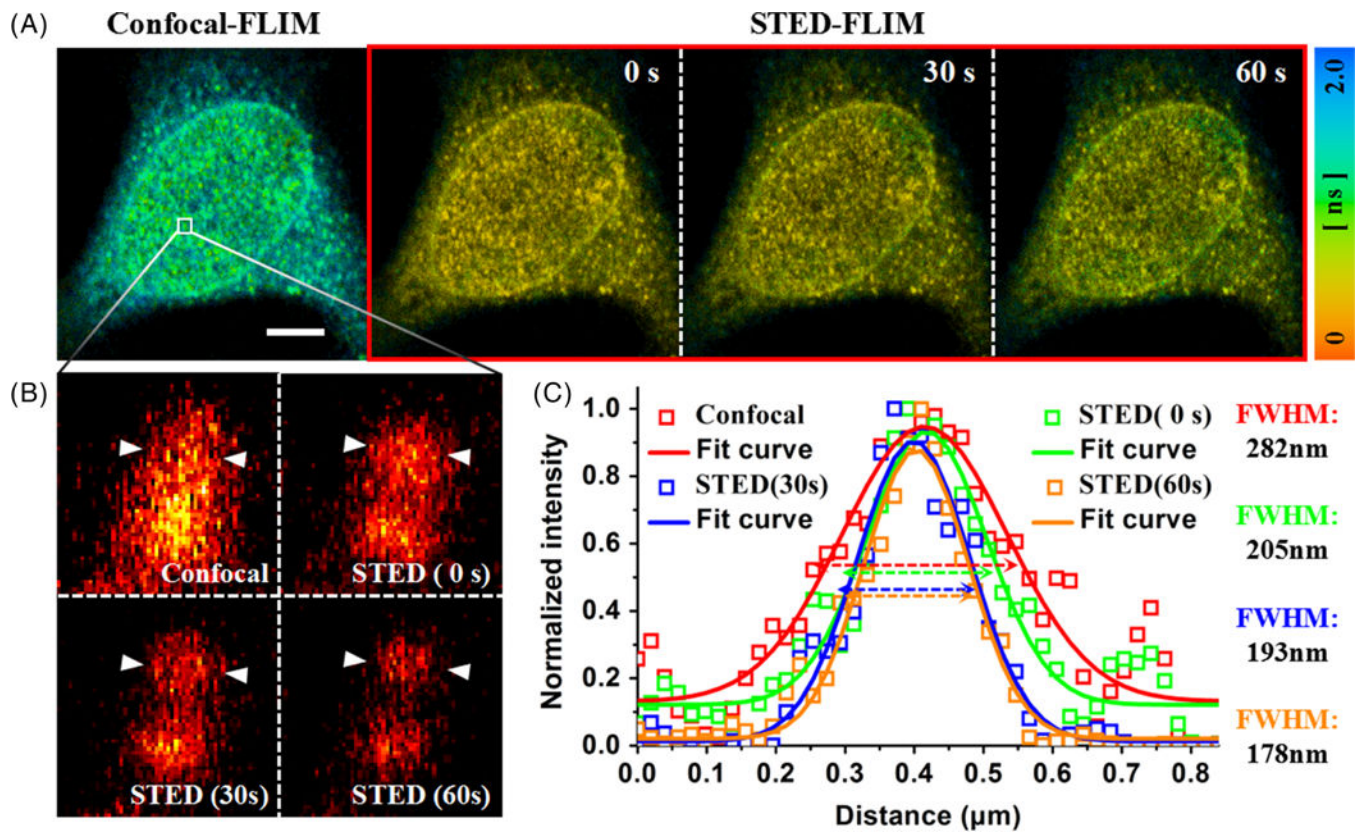 (A)
Confocal-FLIM
STED-FLIM
0 s
30 s
60 s
2.0
[ ns ]
0
(B)
Confocal
STED ( 0 s)
STED (30s)
STED (60s)
(C)
Normalized intensity
1.0
0.8
0.6
0.4
0.2
0.0
Confocal
Fit curve
STED(30s)
Fit curve
STED( 0 s)
Fit curve
STED(60s)
Fit curve
0.0 0.1 0.2 0.3 0.4 0.5 0.6 0.7 0.8
Distance (µm)
FWHM:
282nm
FWHM:
205nm
FWHM:
193nm
FWHM:
178nm